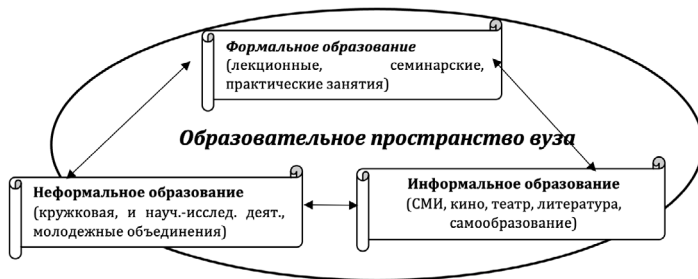 Формальное образование
(лекционные, семинарские,
практические занятия)
Образовательное пространство вуза
Неформальное образование
(кружковая, и науч.-исслед. деят.,
молодежные объединения)
Информальное образование
(СМИ, кино, театр, литература,
самообразование)